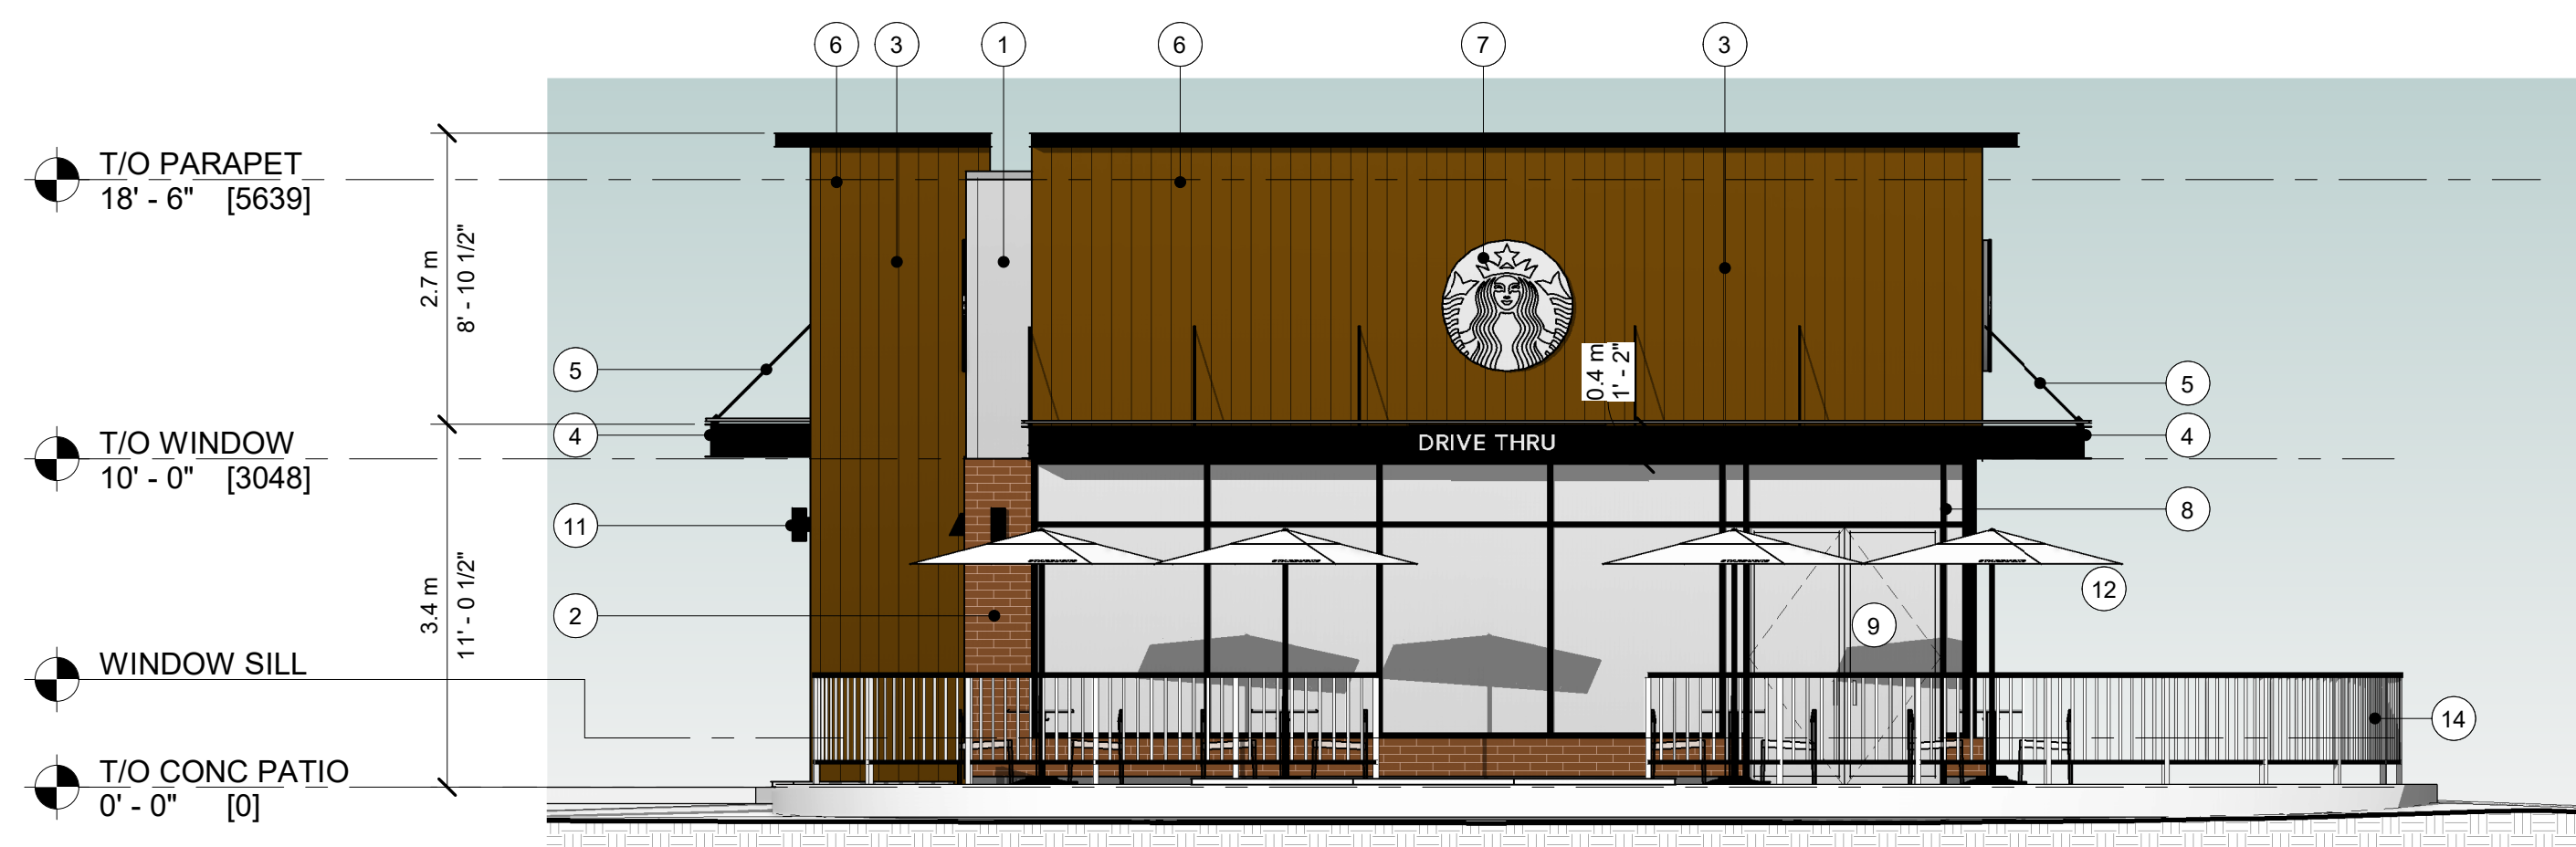 6 3 1 6 7 3
T/O PARAPET
18' - 6" [5639]
2.7 m
8' - 10 1/2"
0.4 m
1' - 2"
5 5
4 4
T/O WINDOW
10' - 0" [3048]
DRIVE THRU
11 8
3.4 m
11' - 0 1/2"
12
2 9
WINDOW SILL
14
T/O CONC PATIO
0' - 0" [0]